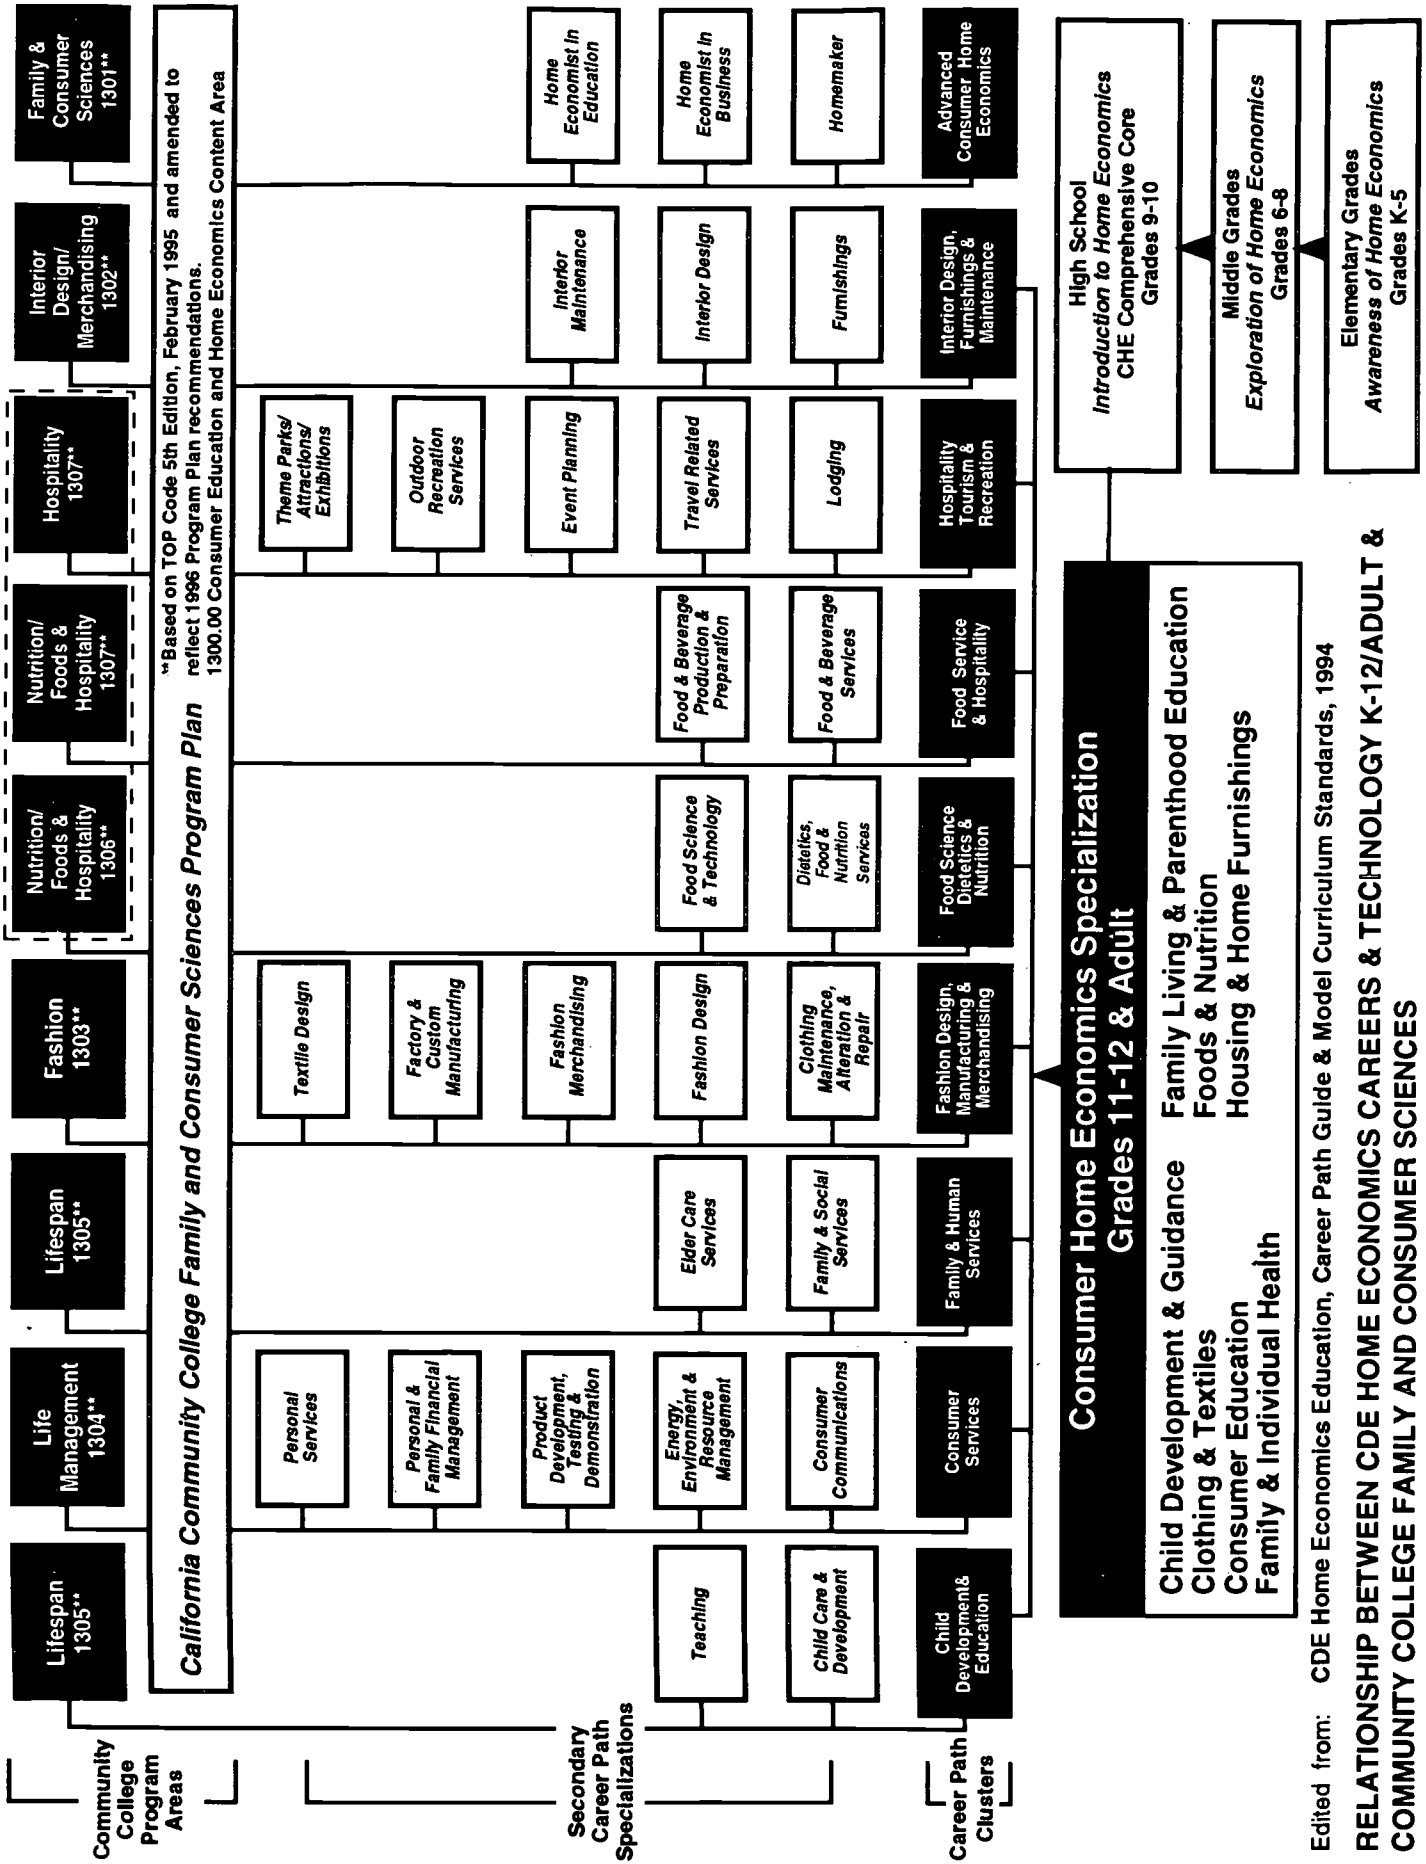 Community
College
Program
Areas
Lifespan
1305**
Life
Management
1304**
Lifespan
1305**
Fashion
1303**
Nutrition/
Foods &
Hospitality
1306**
Nutrition/
Foods &
Hospitality
1307**
Hospitality
1307**
Interior
Design/
Merchandising
1302**
Family &
Consumer
Sciences
1301**
California Community College Family and Consumer Sciences Program Plan
**Based on TOP Code 5th Edition, February 1995 and amended to
reflect 1996 Program Plan recommendations.
1300.00 Consumer Education and Home Economics Content Area
Secondary
Career Path
Specializations
Teaching
Child Care &
Development
Personal
Services
Personal &
Family Financial
Management
Product
Development,
Testing &
Demonstration
Energy,
Environment &
Resource
Management
Consumer
Communications
Elder Care
Services
Family & Social
Services
Textile Design
Factory &
Custom
Manufacturing
Fashion
Merchandising
Fashion Design
Clothing
Maintenance,
Alteration &
Repair
Food Science
& Technology
Dietetics,
Food &
Nutrition
Services
Food & Beverage
Production &
Preparation
Food & Beverage
Services
Theme Parks/
Attractions/
Exhibitions
Outdoor
Recreation
Services
Event Planning
Travel Related
Services
Lodging
Interior
Maintenance
Interior Design
Furnishings
Home
Economist In
Education
Home
Economist In
Business
Homemaker
Career Path
Clusters
Child
Development&
Education
Consumer
Services
Family & Human
Services
Fashion Design,
Manufacturing &
Merchandising
Food Science
Dietetics &
Nutrition
Food Service
& Hospitality
Hospitality
Tourism &
Recreation
Interior Design,
Furnishings &
Maintenance
Advanced
Consumer Home
Economics
Consumer Home Economics Specialization
Grades 11-12 & Adult
Child Development & Guidance
Clothing & Textiles
Consumer Education
Family & Individual Health
Family Living & Parenthood Education
Foods & Nutrition
Housing & Home Furnishings
High School
Introduction to Home Economics
CHE Comprehensive Core
Grades 9-10
Middle Grades
Exploration of Home Economics
Grades 6-8
Elementary Grades
Awareness of Home Economics
Grades K-5
Edited from: CDE Home Economics Education, Career Path Guide & Model Curriculum Standards, 1994
RELATIONSHIP BETWEEN CDE HOME ECONOMICS CAREERS & TECHNOLOGY K-12/ADULT &
COMMUNITY COLLEGE FAMILY AND CONSUMER SCIENCES